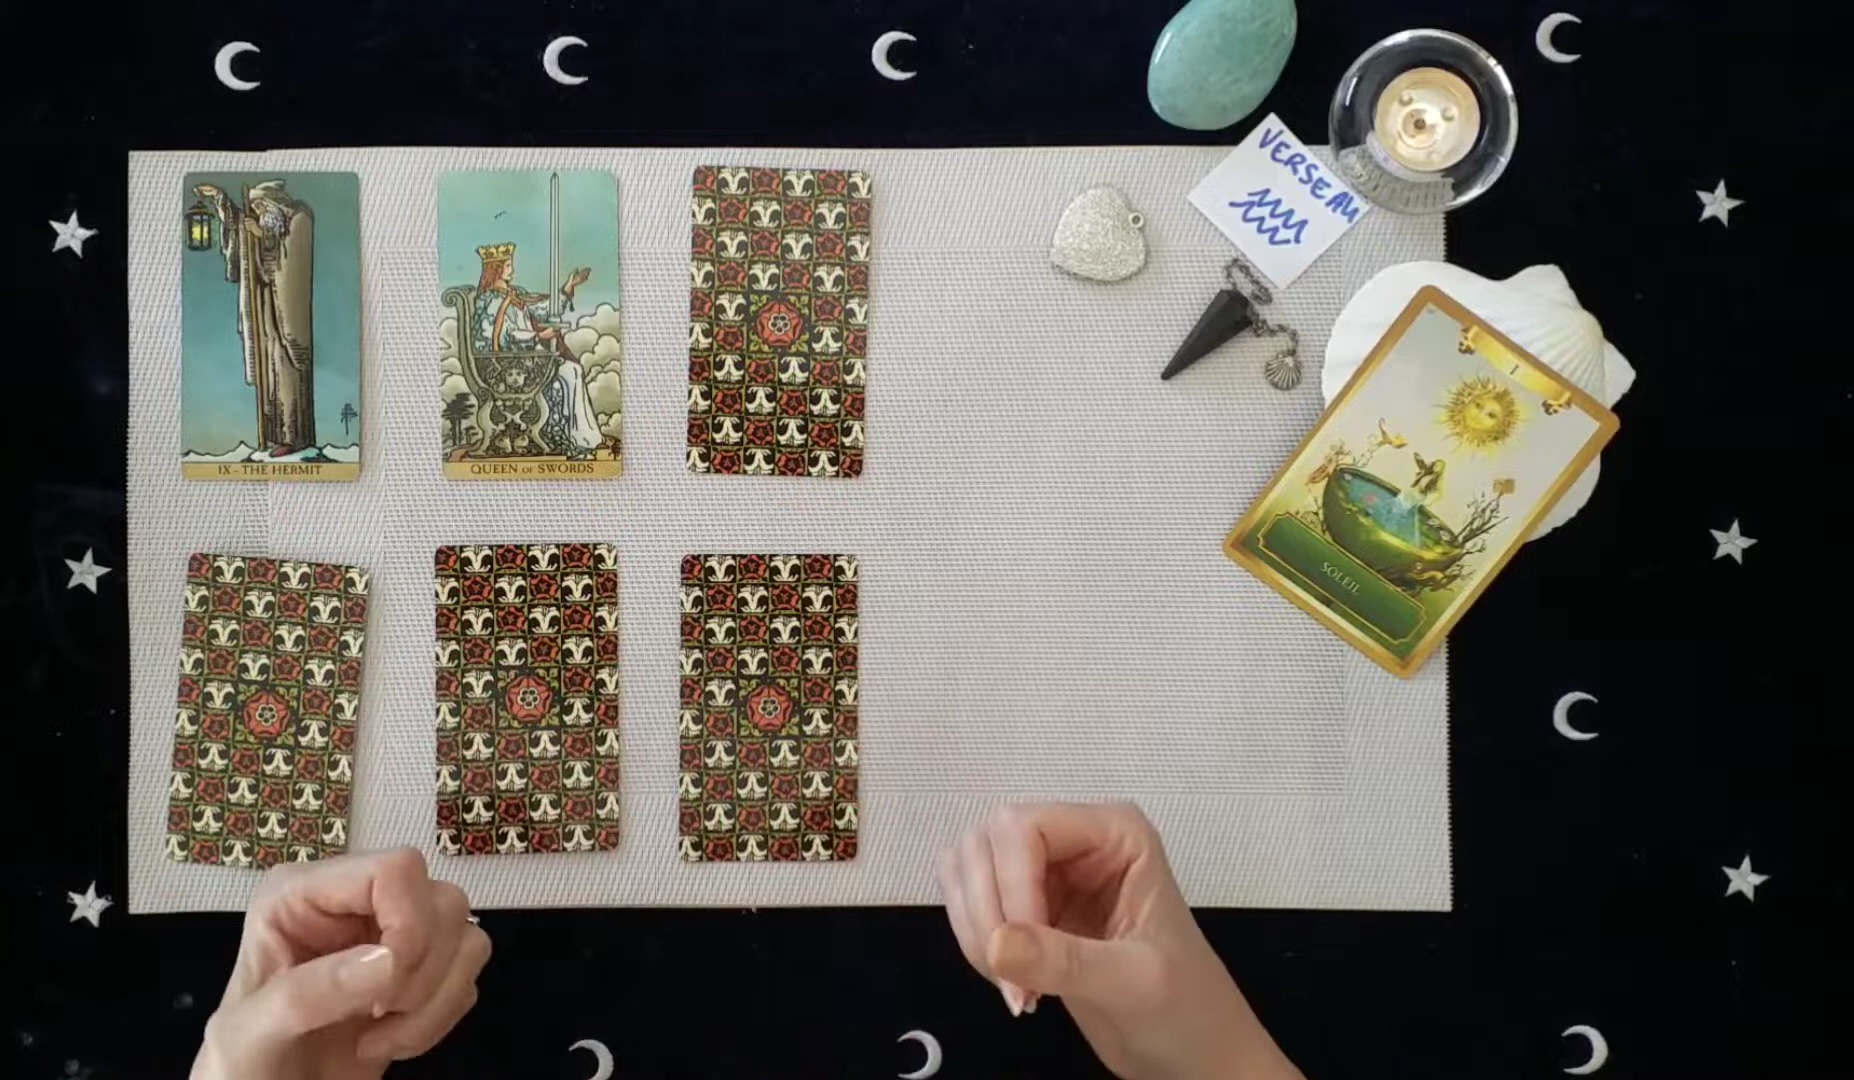 IX - THE HERMIT
QUEEN OF SWORDS
VERSEAU
I
SOLEIL